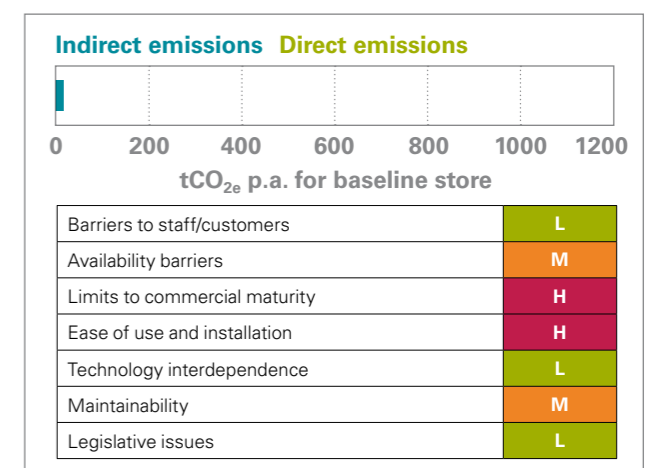 Indirect emissions Direct emissions
0 200 400 600 800 1000 1200
tCO2e p.a. for baseline store
Barriers to staff/customers L
Availability barriers M
Limits to commercial maturity H
Ease of use and installation H
Technology interdependence L
Maintainability M
Legislative issues L